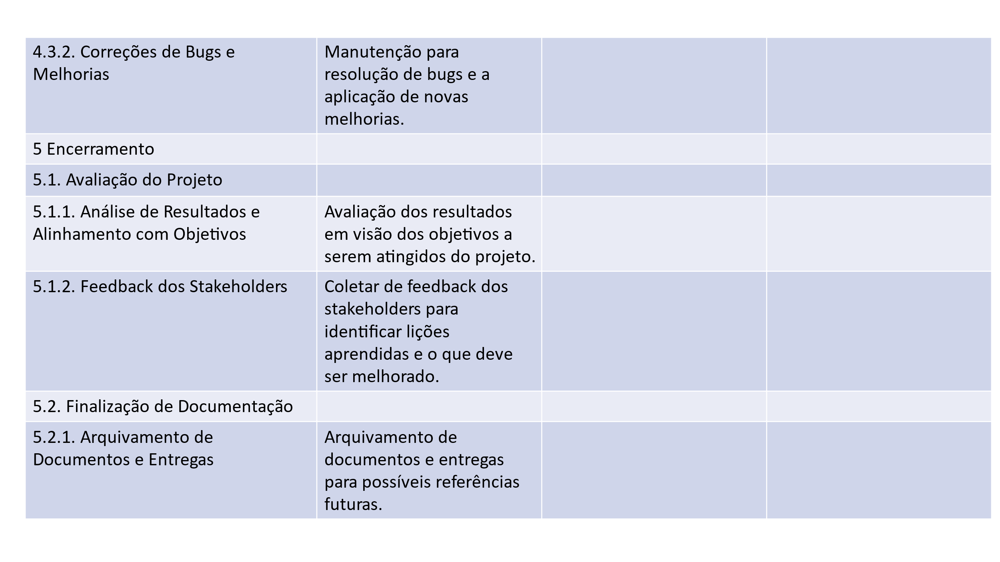 4.3.2. Correções de Bugs e
Melhorias
Manutenção para
resolução de bugs e a
aplicação de novas
melhorias.
5 Encerramento
5.1. Avaliação do Projeto
5.1.1. Análise de Resultados e
Alinhamento com Objetivos
Avaliação dos resultados
em visão dos objetivos a
serem atingidos do projeto.
5.1.2. Feedback dos Stakeholders
Coletar de feedback dos
stakeholders para
identificar lições
aprendidas e o que deve
ser melhorado.
5.2. Finalização de Documentação
5.2.1. Arquivamento de
Documentos e Entregas
Arquivamento de
documentos e entregas
para possíveis referências
futuras.